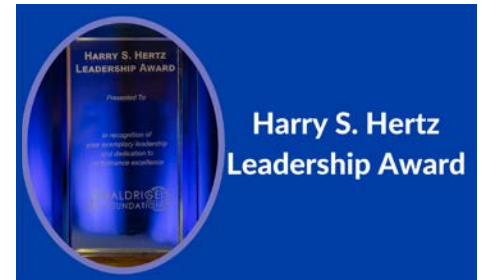 HARRY S. HERTZ
LEADERSHIP AWARD
Presented To
in recognition of
your exemplary leadership
and dedication to
performance excellence
BALDRIGE
FOUNDATION
Harry S. Hertz
Leadership Award